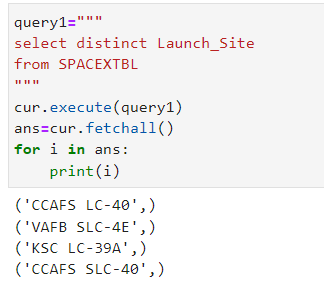 query1="""
select distinct Launch_Site
from SPACEXTBL
"""
cur.execute(query1)
ans=cur.fetchall()
for i in ans:
    print(i)
('CCAFS LC-40',)
('VAFB SLC-4E',)
('KSC LC-39A',)
('CCAFS SLC-40',)